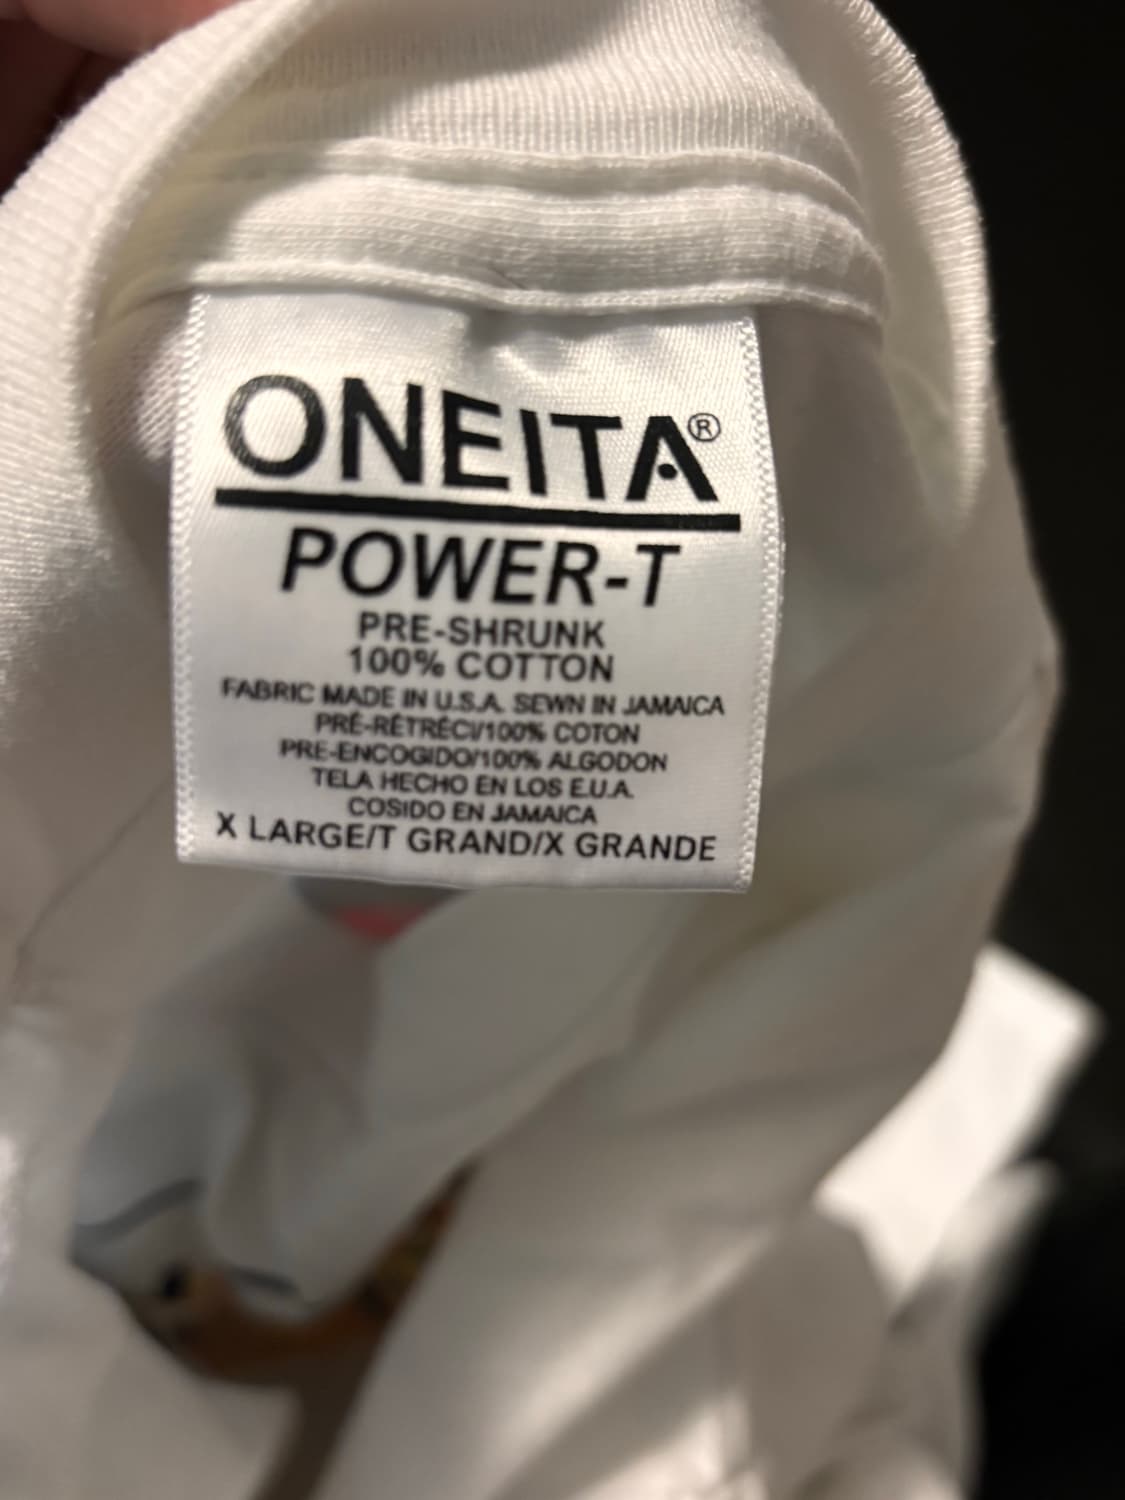 ONEITA®
POWER-T
PRE-SHRUNK
100% COTTON
FABRIC MADE IN U.S.A. SEWN IN JAMAICA
PRÉ-RÉTRÉCI/100% COTON
PRE-ENCOGIDO/100% ALGODON
TELA HECHO EN LOS E.U.A.
COSIDO EN JAMAICA
X LARGE/T GRAND/X GRANDE